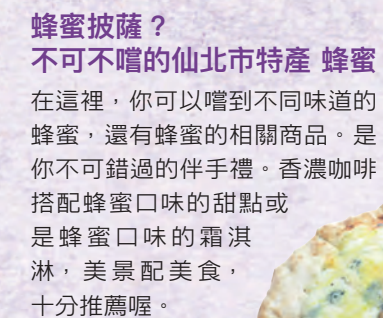 蜂蜜披薩？
不可不嚐的仙北市特產 蜂蜜
在這裡，你可以嚐到不同味道的
蜂蜜，還有蜂蜜的相關商品。是
你不可錯過的伴手禮。香濃咖啡
搭配蜂蜜口味的甜點或
是蜂蜜口味的霜淇
淋，美景配美食，
十分推薦喔。